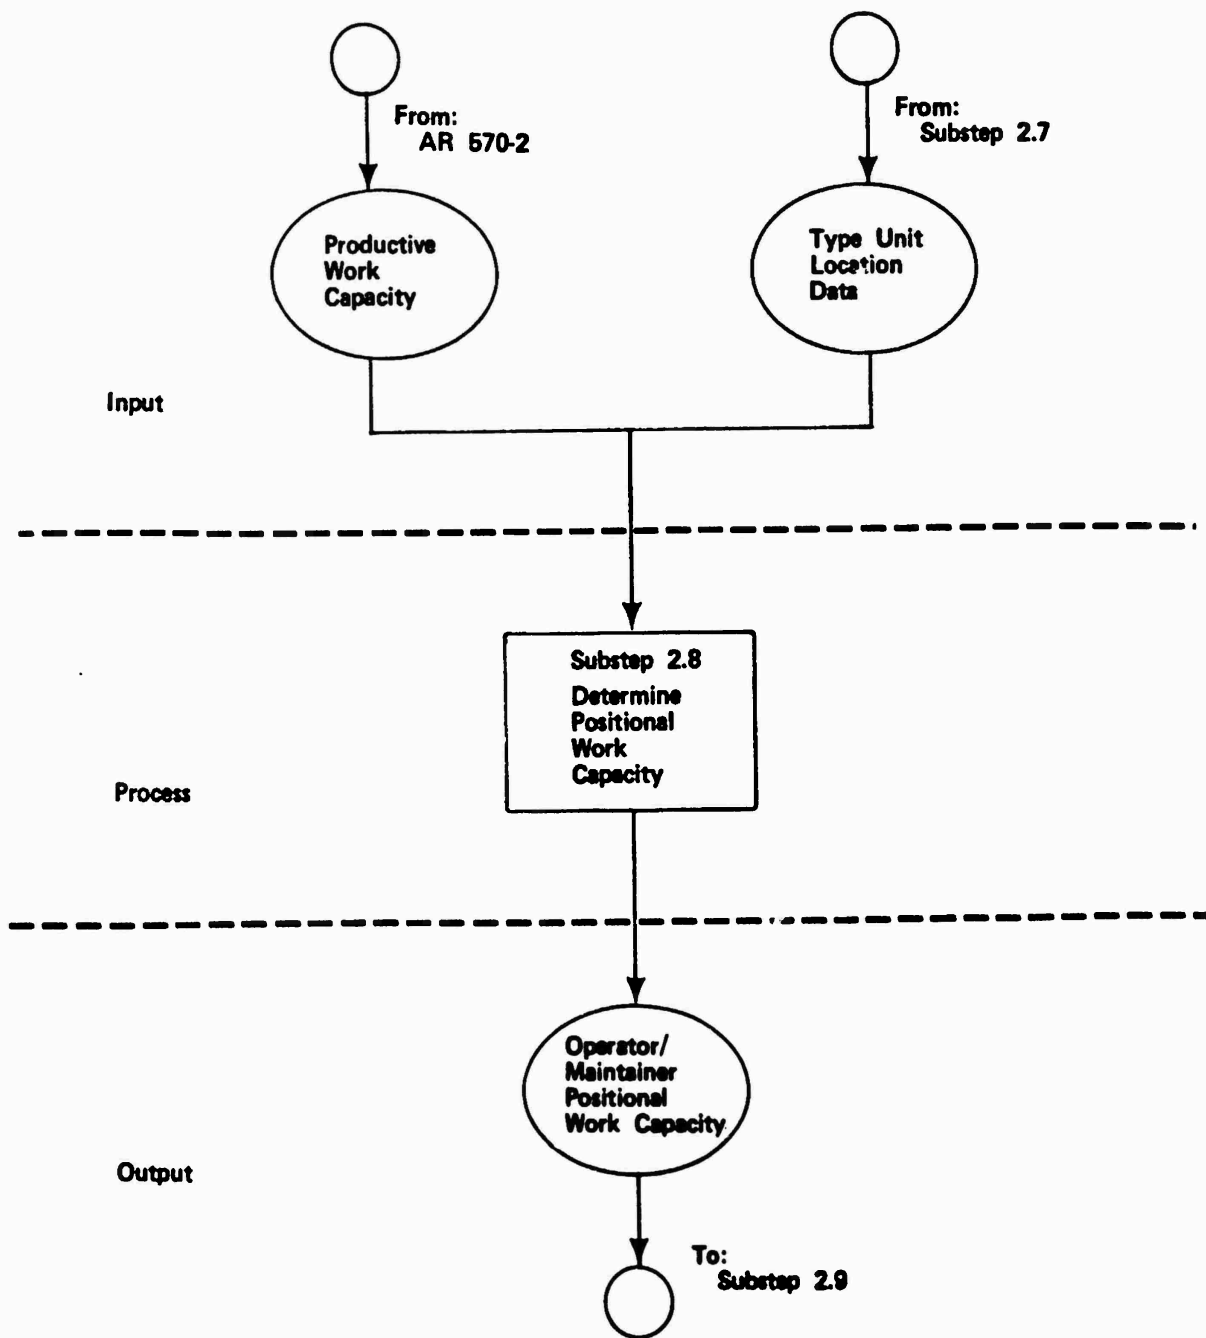 From:
AR 570-2
From:
Substep 2.7
Productive
Work
Capacity
Type Unit
Location
Data
Input
Substep 2.8
Determine
Positional
Work
Capacity
Process
Operator/
Maintainer
Positional
Work Capacity
Output
To:
Substep 2.9